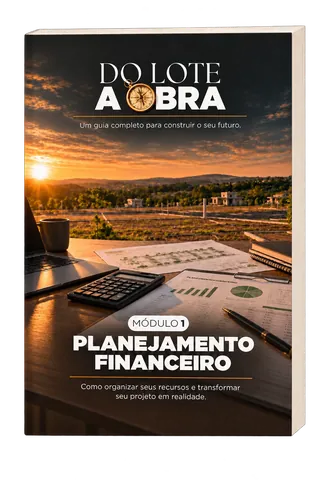 DO LOTE
À OBRA
Um guia completo para construir o seu futuro.
MÓDULO 1
PLANEJAMENTO
FINANCEIRO
Como organizar seus recursos e transformar
seu projeto em realidade.